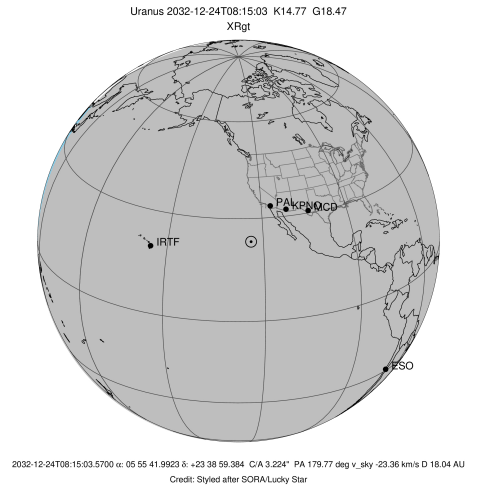 Uranus 2032-12-24T08:15:03 K14.77 G18.47
XRgt
PAL
KPNO
MCD
IRTF
ESO
2032-12-24T08:15:03.5700 α: 05 55 41.9923 δ: +23 38 59.384 C/A 3.224" PA 179.77 deg v_sky -23.36 km/s D 18.04 AU
Credit: Styled after SORA/Lucky Star